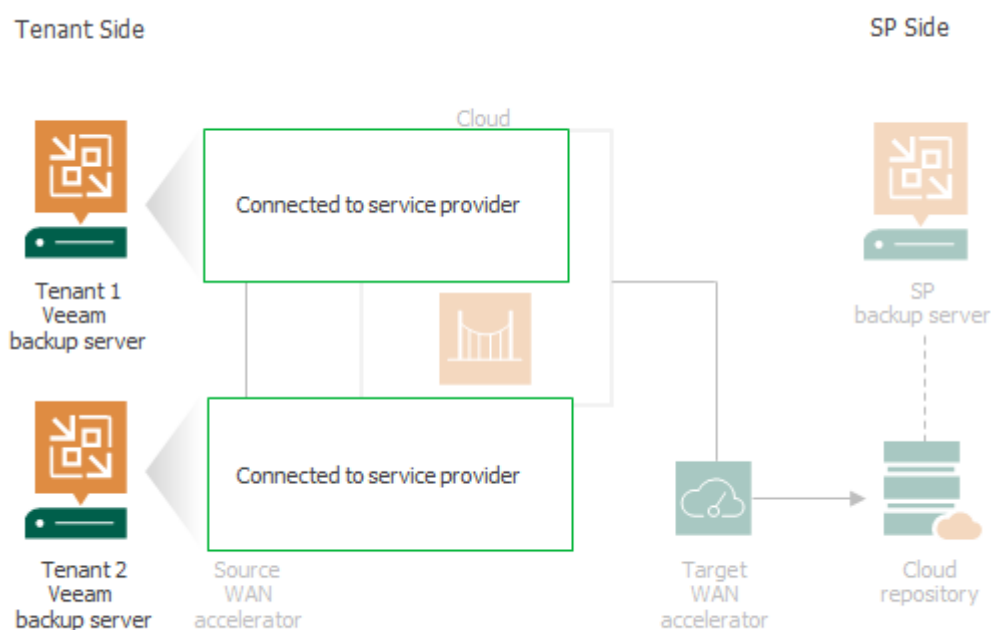 Tenant Side
SP Side
Cloud
Connected to service provider
Tenant 1
Veeam
backup server
SP
backup server
Connected to service provider
Tenant 2
Veeam
backup server
Source
WAN
accelerator
Target
WAN
accelerator
Cloud
repository